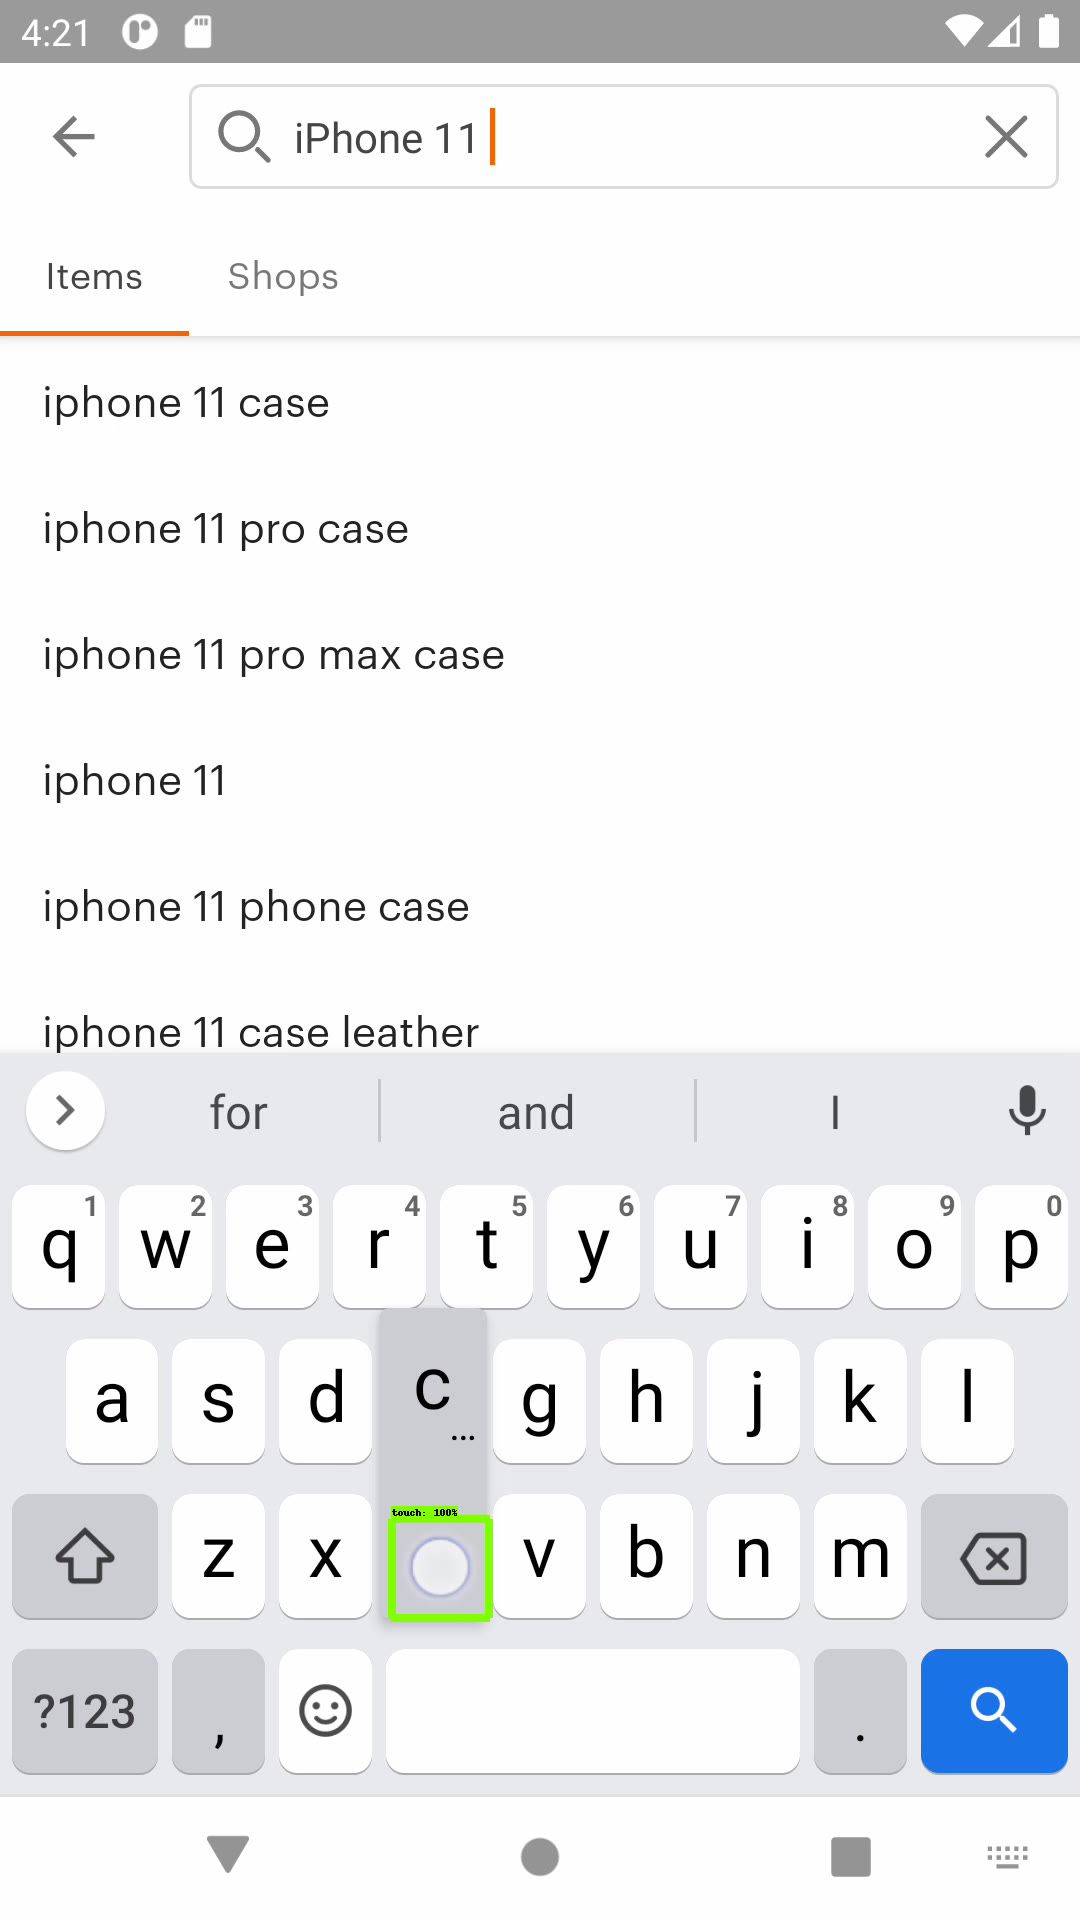 4:21
iPhone 11
Items Shops
iphone 11 case
iphone 11 pro case
iphone 11 pro max case
iphone 11
iphone 11 phone case
iphone 11 case leather
for and I
1 2 3 4 5 6 7 8 9 0
q w e r t y u i o p
a s d c g h j k l
...
touch: 100%
z x v b n m
?123 , .